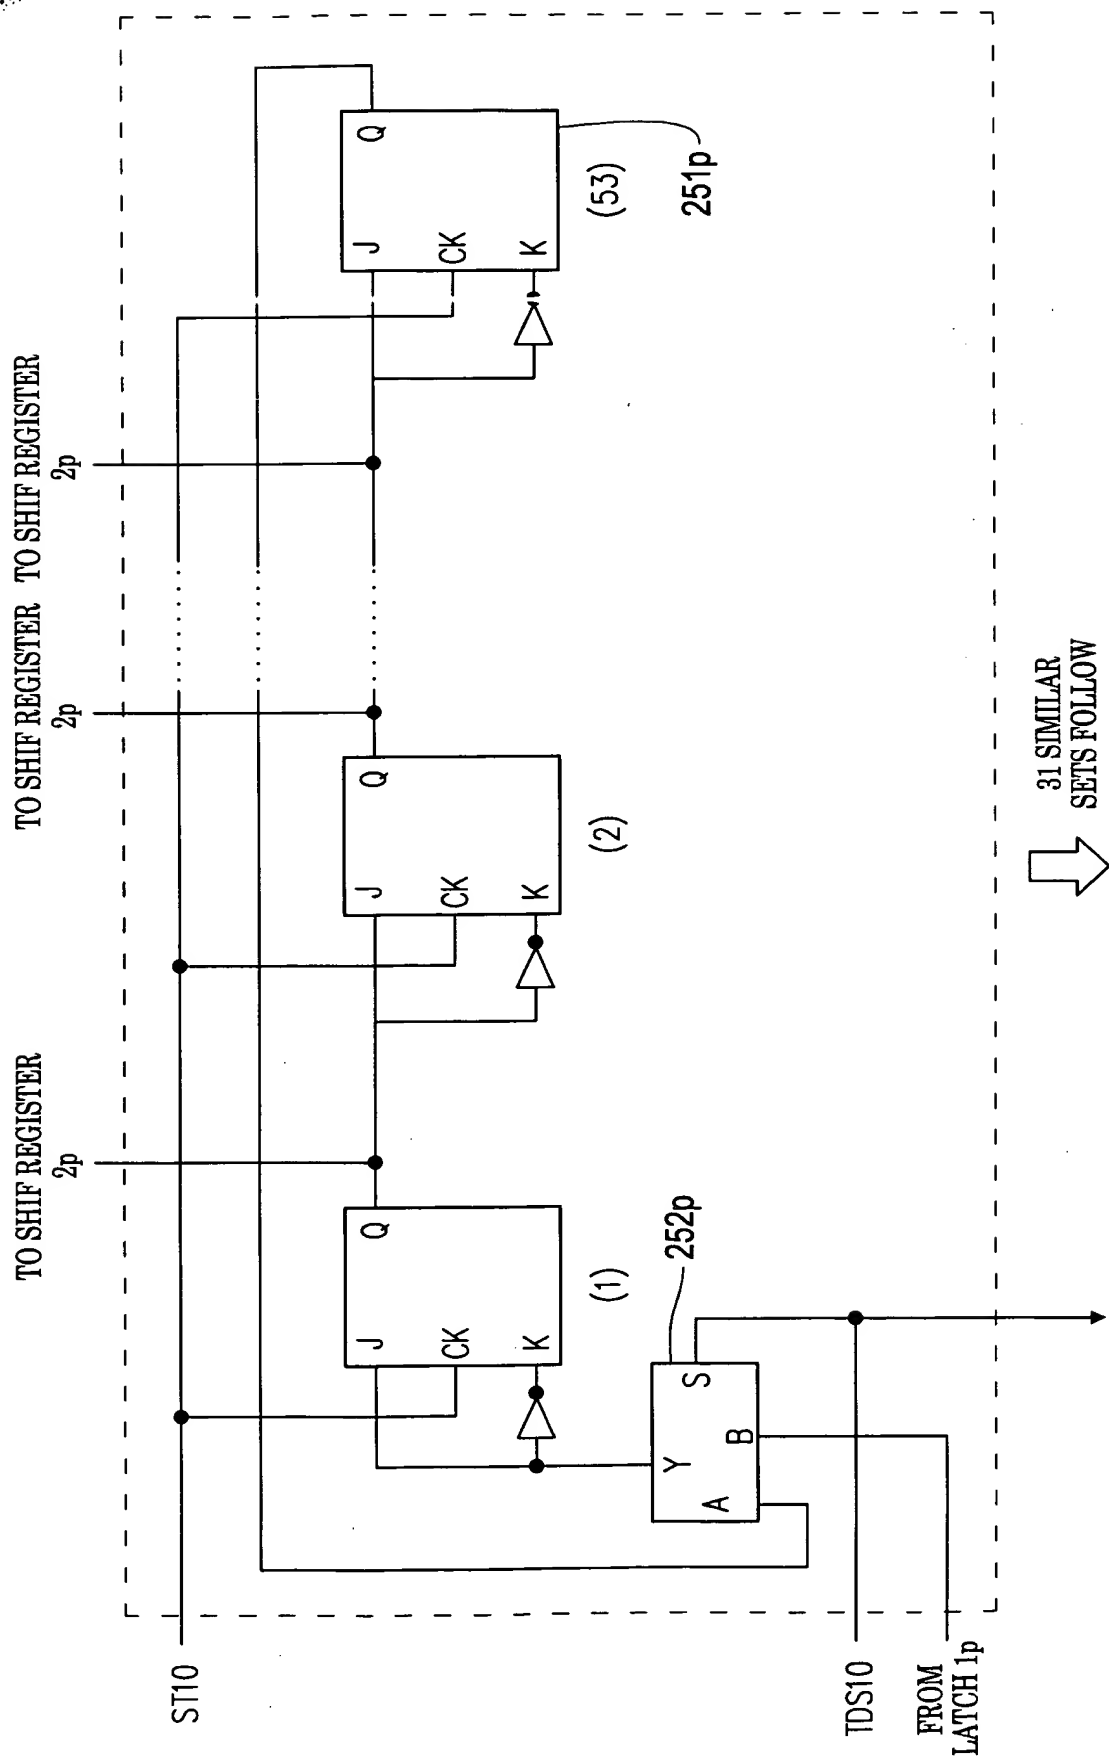 TO SHIF REGISTER
2p
TO SHIF REGISTER
2p
TO SHIF REGISTER
2p
ST10
J
Q
CK
K
(1)
J
Q
CK
K
(2)
J
Q
CK
K
(53)
251p
252p
Y
S
A
B
TDS10
FROM
LATCH 1p
31 SIMILAR
SETS FOLLOW